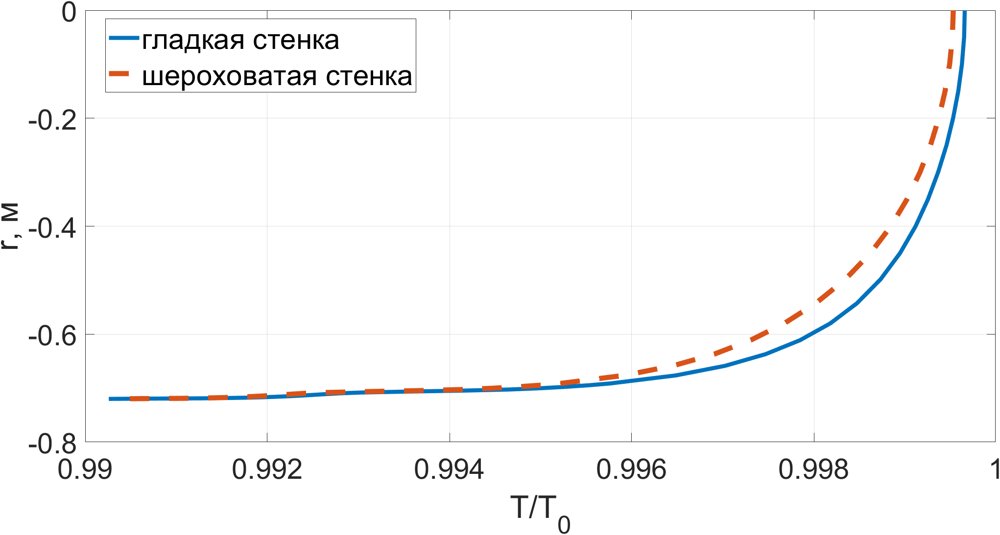 0
гладкая стенка
шероховатая стенка
-0.2
r, м
-0.4
-0.6
-0.8
0.99 0.992 0.994 0.996 0.998 1
T/T0